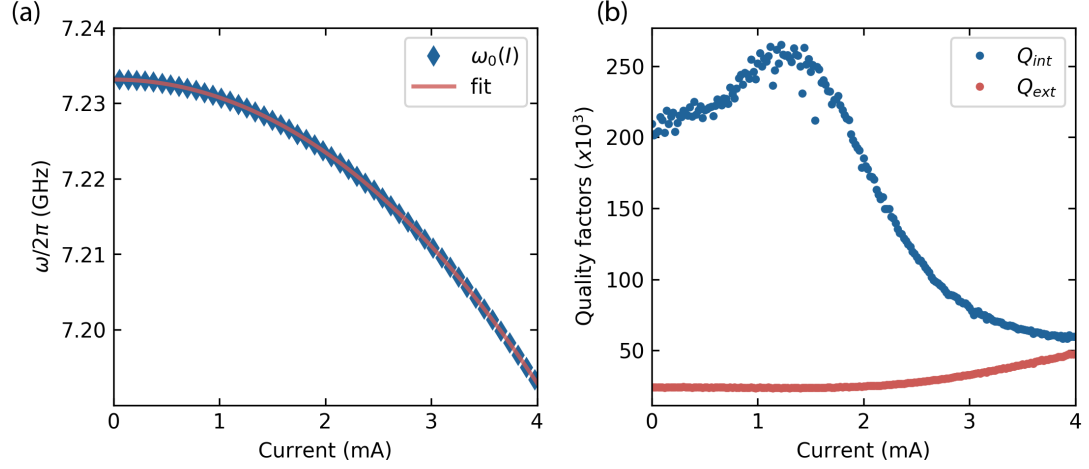 (a)
7.24
7.23
7.22
7.21
7.20
ω/2π (GHz)
ω₀(I)
fit
0 1 2 3 4
Current (mA)
(b)
250
200
150
100
50
Quality factors (x10³)
Q_int
Q_ext
0 1 2 3 4
Current (mA)